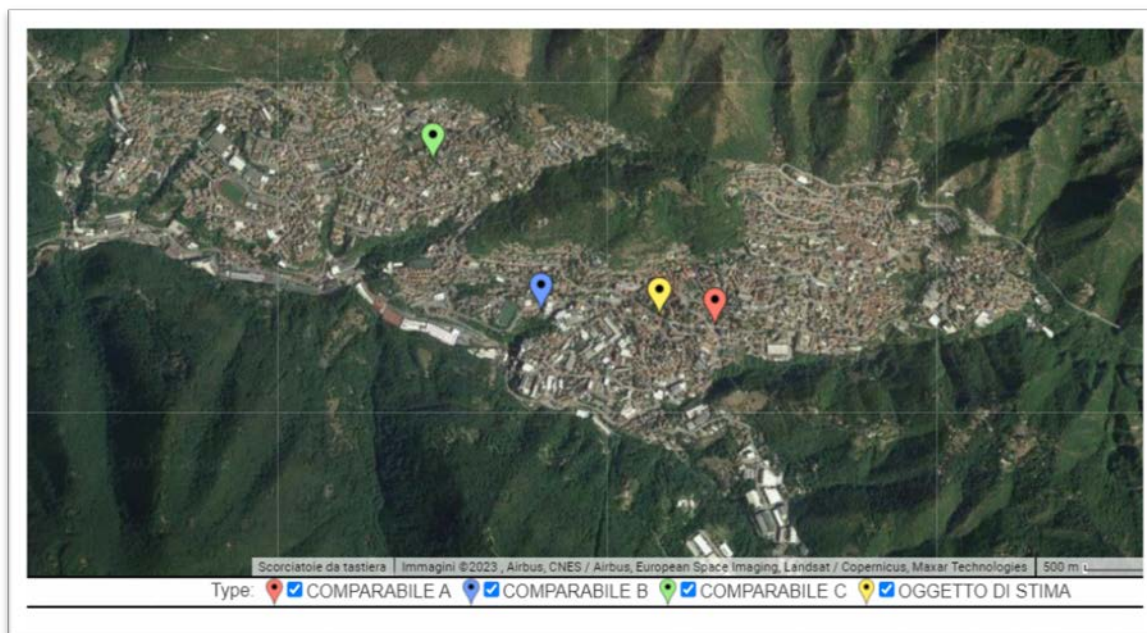 Scorciatoie da tastiera Immagini ©2023 , Airbus, CNES / Airbus, European Space Imaging, Landsat / Copernicus, Maxar Technologies 500 m
Type: COMPARABILE A COMPARABILE B COMPARABILE C OGGETTO DI STIMA